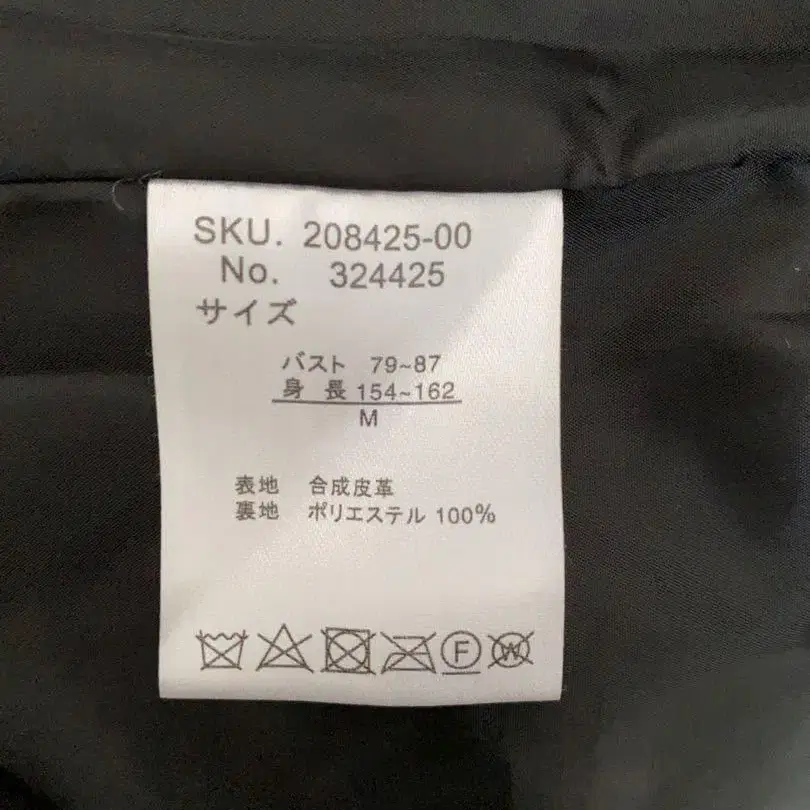 SKU. 208425-00
No. 324425
サイズ
バスト 79~87
身 長 154~162
M
表地 合成皮革
裏地 ポリエステル 100%
F W